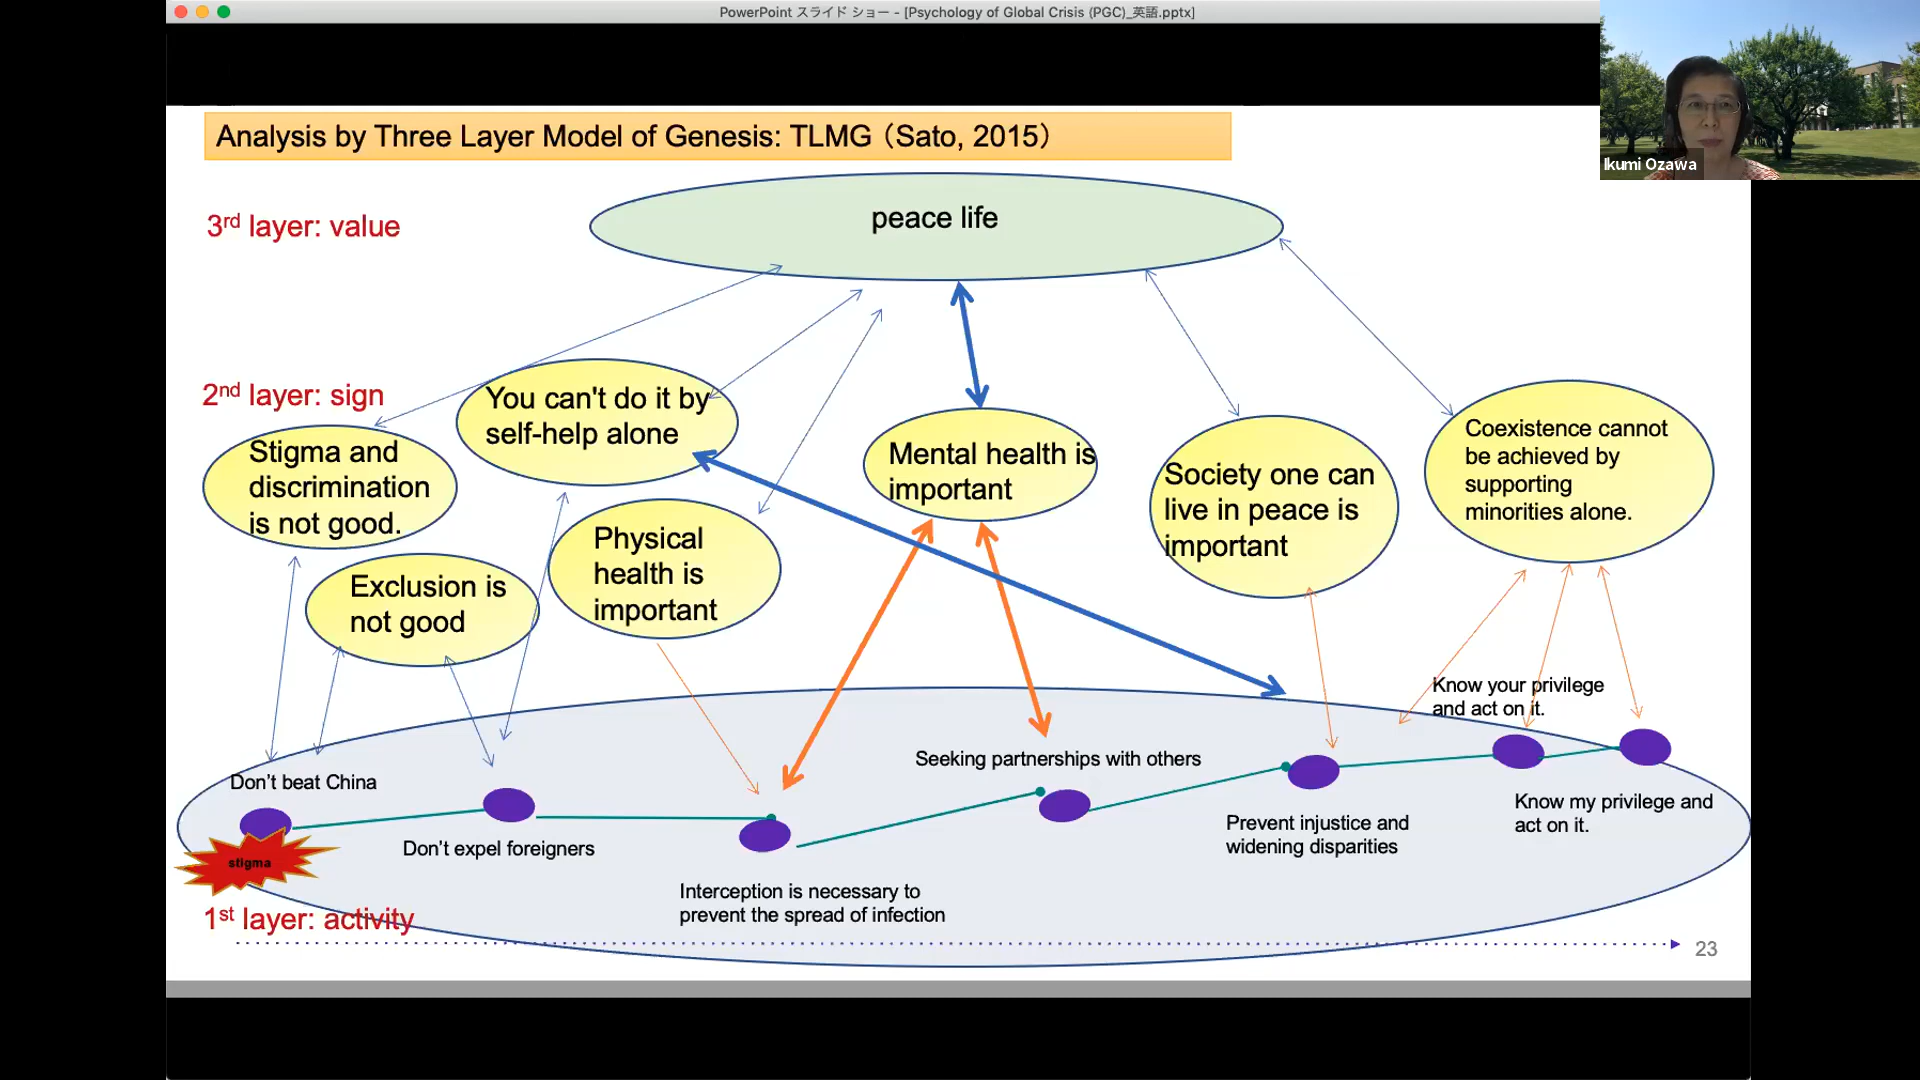 PowerPoint スライド ショー - [Psychology of Global Crisis (PGC)_英語.pptx]
Ikumi Ozawa
Analysis by Three Layer Model of Genesis: TLMG（Sato, 2015）
3rd layer: value
peace life
2nd layer: sign
Stigma and
discrimination
is not good.
You can't do it by
self-help alone
Exclusion is
not good
Physical
health is
important
Mental health is
important
Society one can
live in peace is
important
Coexistence cannot
be achieved by
supporting
minorities alone.
Know your privilege
and act on it.
Don't beat China
stigma
Don't expel foreigners
Interception is necessary to
prevent the spread of infection
Seeking partnerships with others
Prevent injustice and
widening disparities
Know my privilege and
act on it.
1st layer: activity
23